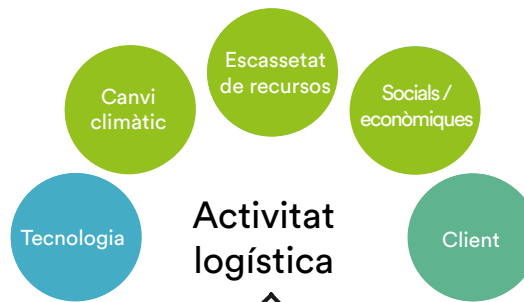 Escassetat
de recursos
Canvi
climàtic
Socials /
econòmiques
Tecnologia
Activitat
logística
Client